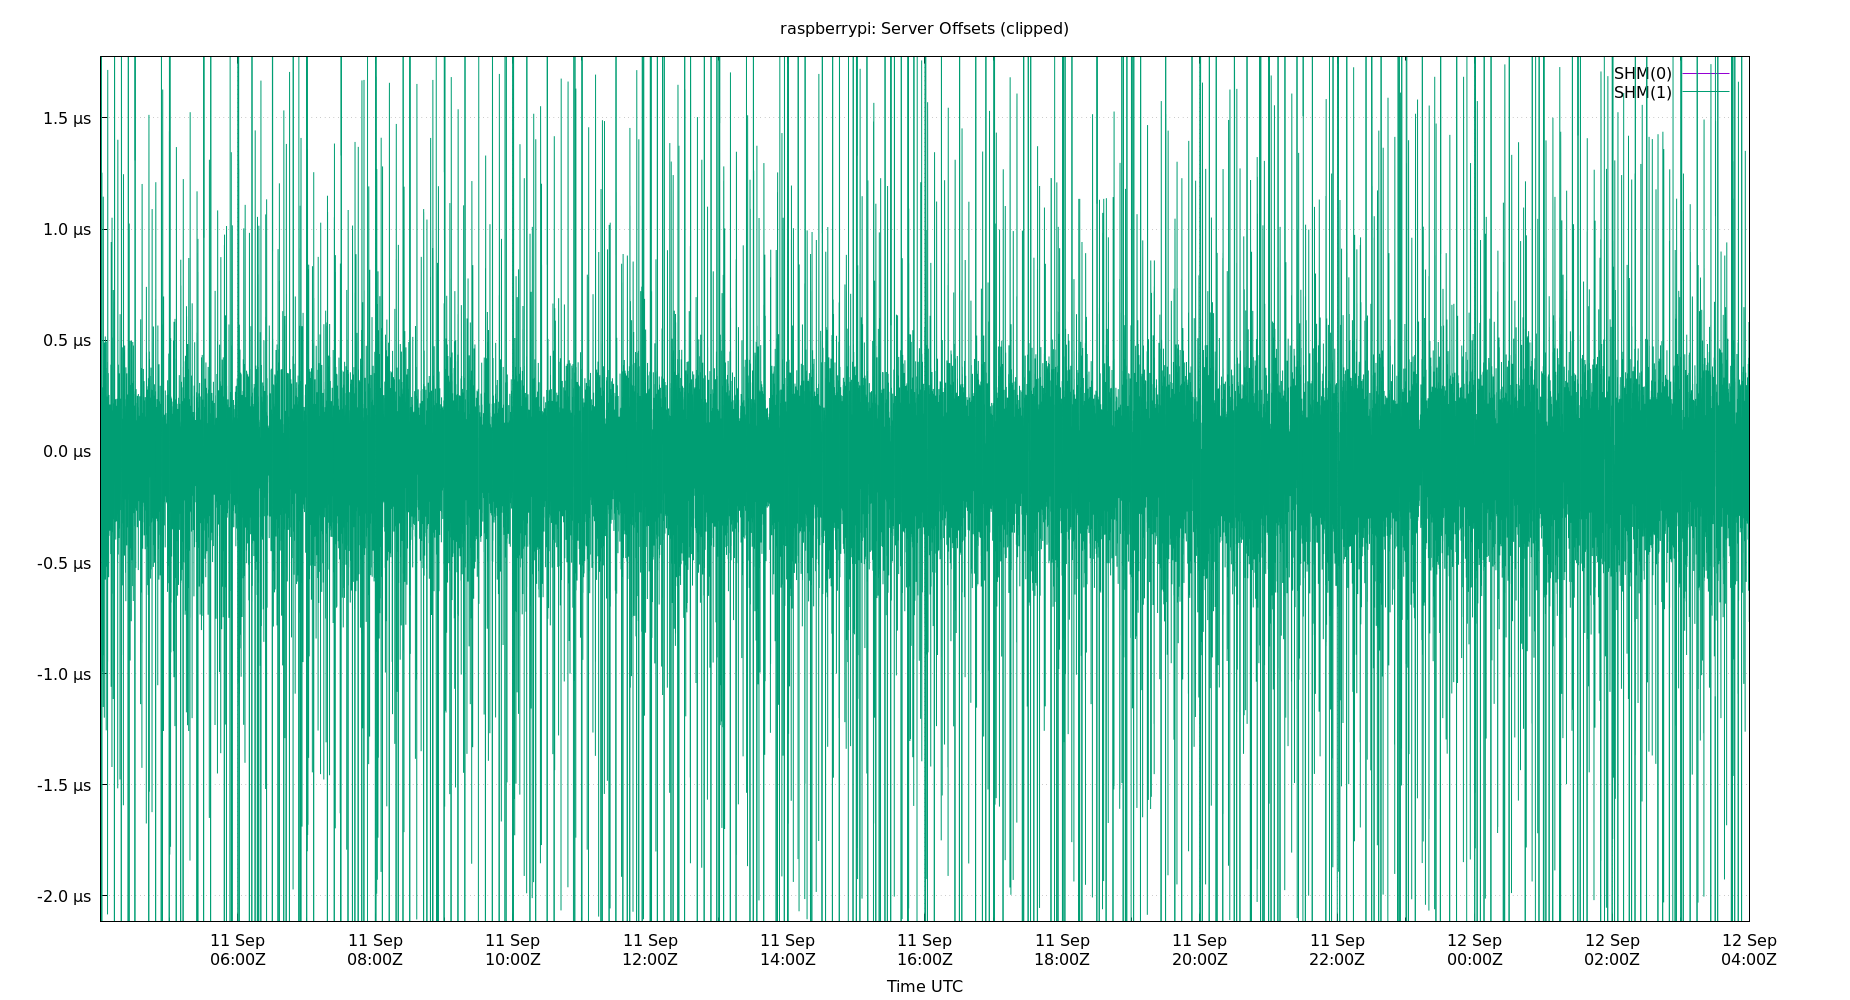 raspberrypi: Server Offsets (clipped)
SHM(0)
SHM(1)
1.5 µs
1.0 µs
0.5 µs
0.0 µs
-0.5 µs
-1.0 µs
-1.5 µs
-2.0 µs
11 Sep 11 Sep 11 Sep 11 Sep 11 Sep 11 Sep 11 Sep 11 Sep 11 Sep 12 Sep 12 Sep 12 Sep
06:00Z 08:00Z 10:00Z 12:00Z 14:00Z 16:00Z 18:00Z 20:00Z 22:00Z 00:00Z 02:00Z 04:00Z
Time UTC